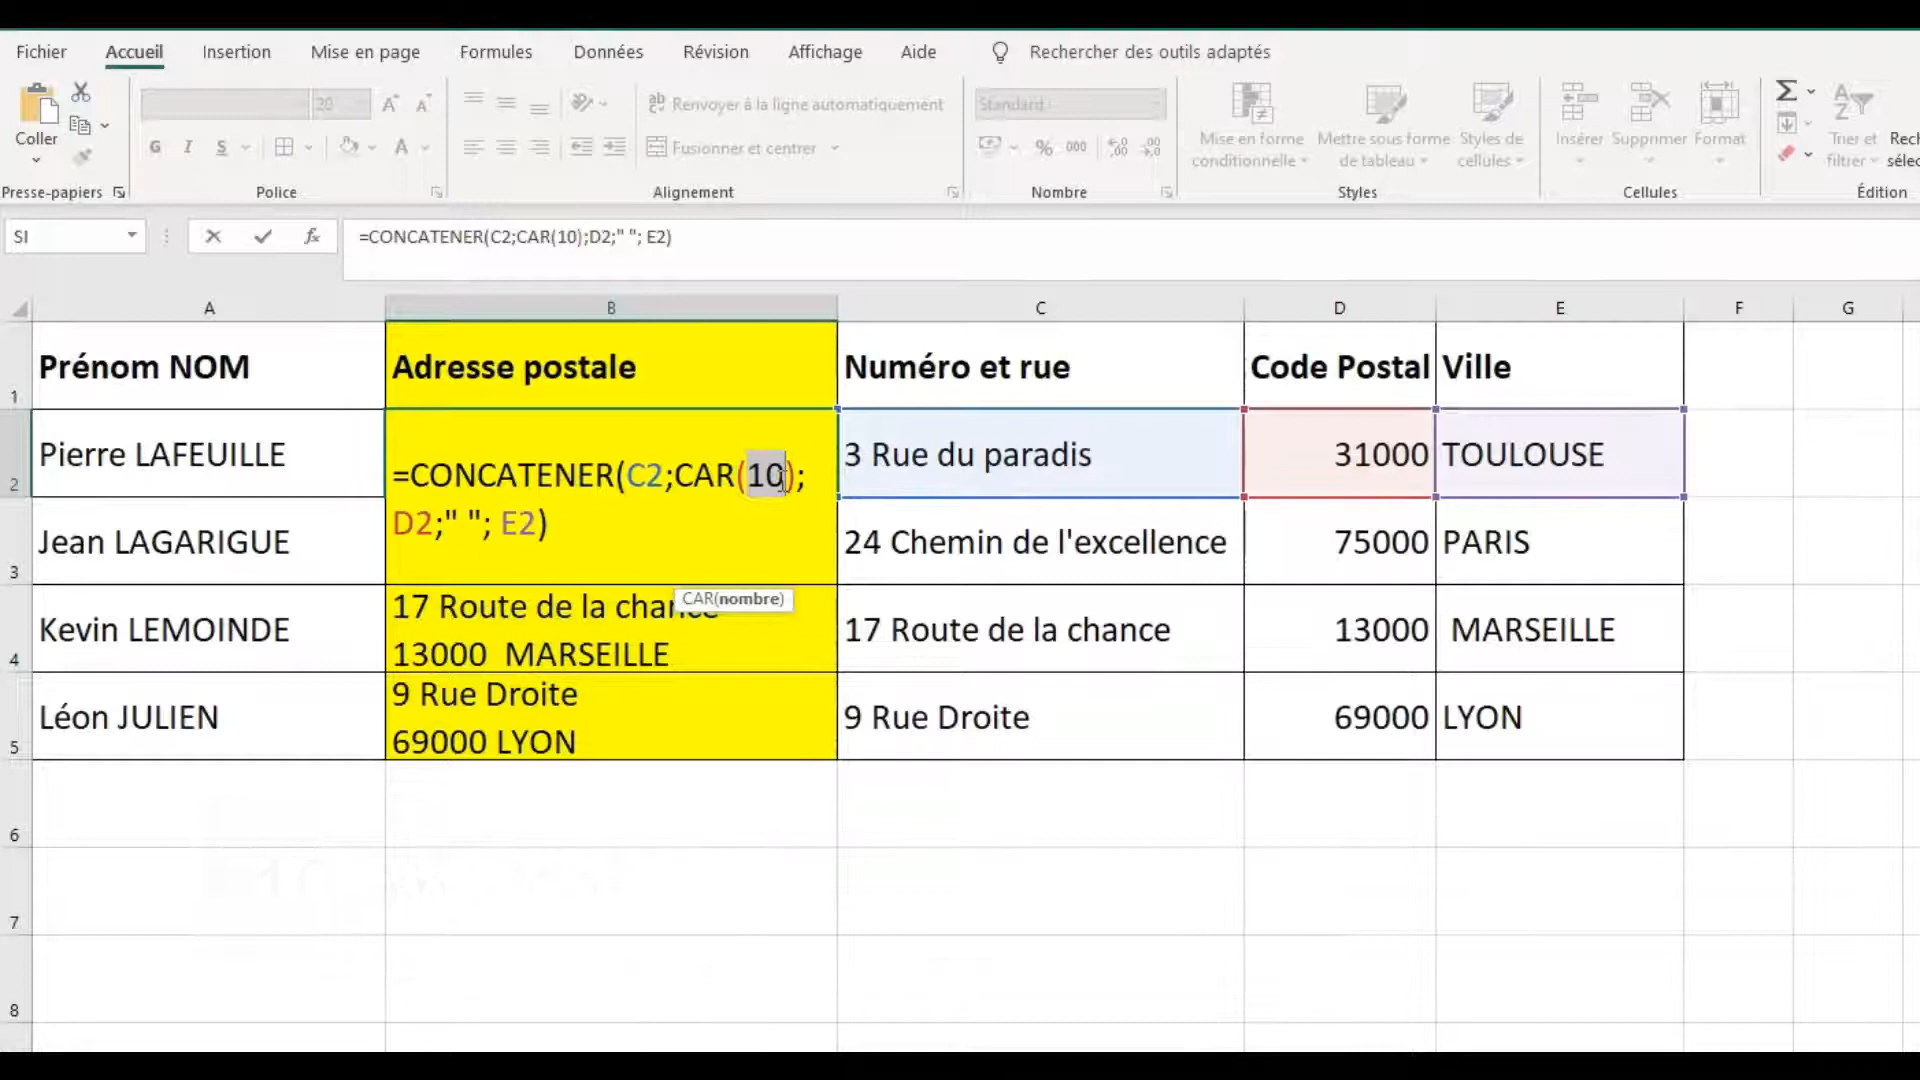 Fichier Accueil Insertion Mise en page Formules Données Révision Affichage Aide Rechercher des outils adaptés
Coller
Presse-papiers
30
G I S
Police
Renvoyer à la ligne automatiquement
Fusionner et centrer
Alignement
Standard
% 000
Nombre
Mise en forme conditionnelle
Mettre sous forme de tableau
Styles de cellules
Styles
Insérer Supprimer Format
Cellules
Trier et filtrer
Édition
SI
fx
=CONCATENER(C2;CAR(10);D2;" "; E2)
A B C D E F G
1 Prénom NOM Adresse postale Numéro et rue Code Postal Ville
2 Pierre LAFEUILLE =CONCATENER(C2;CAR(10);
D2;" "; E2) 3 Rue du paradis 31000 TOULOUSE
3 Jean LAGARIGUE 24 Chemin de l'excellence 75000 PARIS
CAR(nombre)
4 Kevin LEMOINDE 17 Route de la chance
13000  MARSEILLE 17 Route de la chance 13000 MARSEILLE
5 Léon JULIEN 9 Rue Droite
69000 LYON 9 Rue Droite 69000 LYON
6
7
8